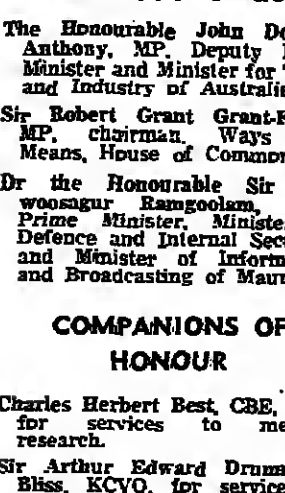 The Honourable John Do
Anthony, MP. Deputy
Minister and Minister for
and Industry of Australi
Sir Robert Grant Grant-F
MP. chairman. Ways
Means, House of Common
Dr the Honourable Sir
woosagur Ramgoolam,
Prime Minister, Ministe
Defence and Internal Sec
and Minister of Inform
and Broadcasting of Maur
COMPANIONS OF
HONOUR
Charles Herbert Best, CBE,
for services to me
research.
Sir Arthur Edward Drum
Bliss, KCVO, for service